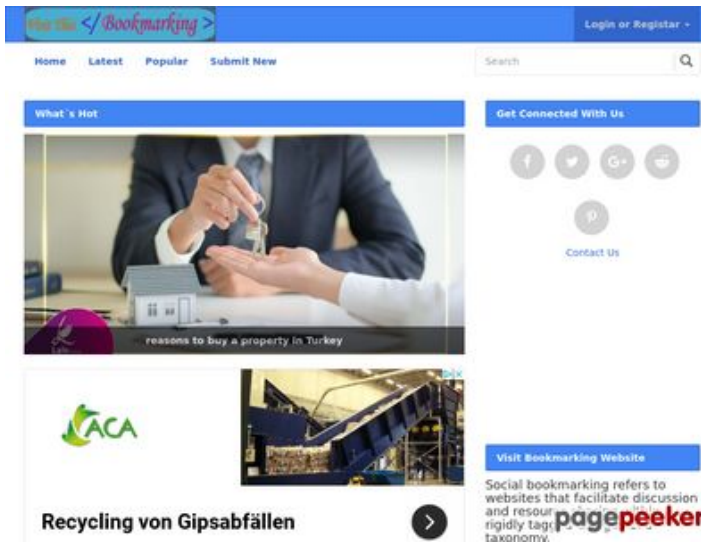 Visit This </ Bookmarking >
Login or Registar
Home Latest Popular Submit New
Search
What`s Hot
Get Connected With Us
reasons to buy a property in Turkey
Contact Us
ACA
Recycling von Gipsabfällen
Visit Bookmarking Website
Social bookmarking refers to
websites that facilitate discussion
and
rigidly
taxonomy.
pagepeeker